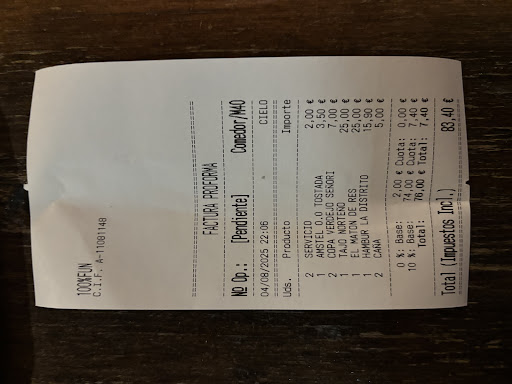 100%FUN
C.I.F. A-11081148
FACTURA PROFORMA
Nº Op.: [Pendiente] Comedor/M40
04/08/2025 22:06 CIELO
Uds. Producto Importe
2 SERVICIO 2,00 €
1 AMSTEL 0,0 TOSTADA 3,50 €
2 COPA VERDEJO SEÑORI 7,00 €
1 TAJO NORTEÑO 25,00 €
1 EL MATON DE RES 25,00 €
1 HAMBUR LA DISTRITO 15,90 €
2 CAÑA 5,00 €
0 %: Base: 2,00 € Cuota: 0,00 €
10 %: Base: 74,00 € Cuota: 7,40 €
Total: 76,00 € Total: 7,40 €
Total (Impuestos Incl.) 83,40 €